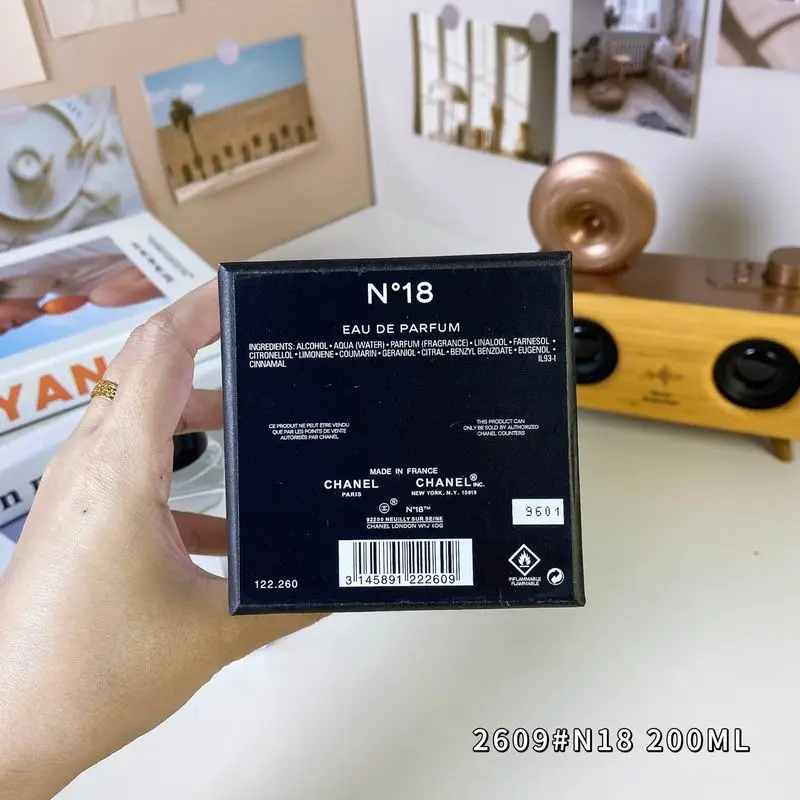 N°18
EAU DE PARFUM
INGREDIENTS: ALCOHOL • AQUA (WATER) • PARFUM (FRAGRANCE) • LINALOOL • FARNESOL •
CITRONELLOL • LIMONENE • COUMARIN • GERANIOL • CITRAL • BENZYL BENZOATE • EUGENOL •
CINNAMAL
IL93-I
CE PRODUIT NE PEUT ÊTRE VENDU
QUE PAR LES POINTS DE VENTE
AUTORISÉS PAR CHANEL
THIS PRODUCT CAN
ONLY BE SOLD BY AUTHORIZED
CHANEL COUNTERS
MADE IN FRANCE
CHANEL
PARIS
CHANEL® INC.
NEW YORK, N.Y. 10019
® N°18™
92200 NEUILLY SUR SEINE
CHANEL LONDON W1J 6DG
9601
122.260
3 145891 222609
INFLAMMABLE
FLAMMABLE
YAN
2609#N18 200ML